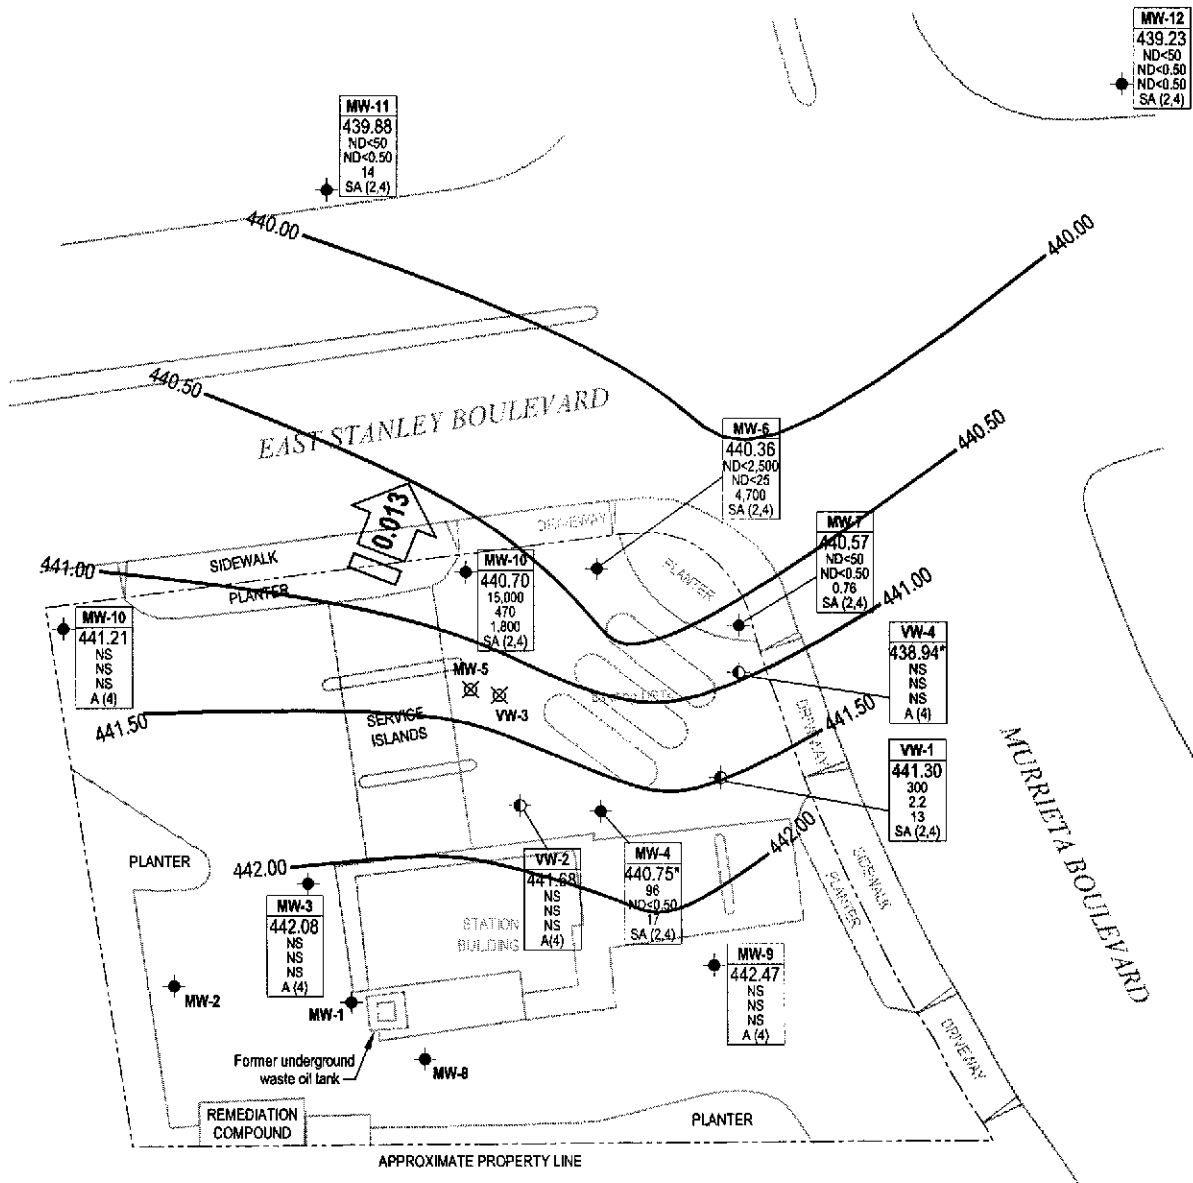 MW-12
439.23
ND<50
ND<0.50
ND<0.50
SA (2,4)
MW-11
439.88
ND<50
ND<0.50
14
SA (2,4)
440.00
440.00
440.50
EAST STANLEY BOULEVARD
440.50
MW-6
440.36
ND<2,500
ND<25
4,700
SA (2,4)
0.013
DRIVEWAY
MW-7
440.57
ND<50
ND<0.50
0.76
SA (2,4)
441.00
SIDEWALK
PLANTER
MW-10
440.70
15,000
470
1,800
SA (2,4)
PLANTER
441.00
MW-10
441.21
NS
NS
NS
A (4)
VW-4
438.94*
NS
NS
NS
A (4)
MW-5
VW-3
441.50
SERVICE
ISLANDS
DRIVEWAY
441.50
VW-1
441.30
300
2.2
13
SA (2,4)
MURRIETA BOULEVARD
PLANTER
442.00
442.00
VW-2
441.68
NS
NS
NS
A(4)
MW-4
440.75*
96
ND<0.50
17
SA (2,4)
SIDEWALK
PLANTER
MW-3
442.08
NS
NS
NS
A (4)
STATION
BUILDING
MW-9
442.47
NS
NS
NS
A (4)
MW-2
MW-1
DRIVEWAY
Former underground
waste oil tank
MW-8
REMEDIATION
COMPOUND
PLANTER
APPROXIMATE PROPERTY LINE